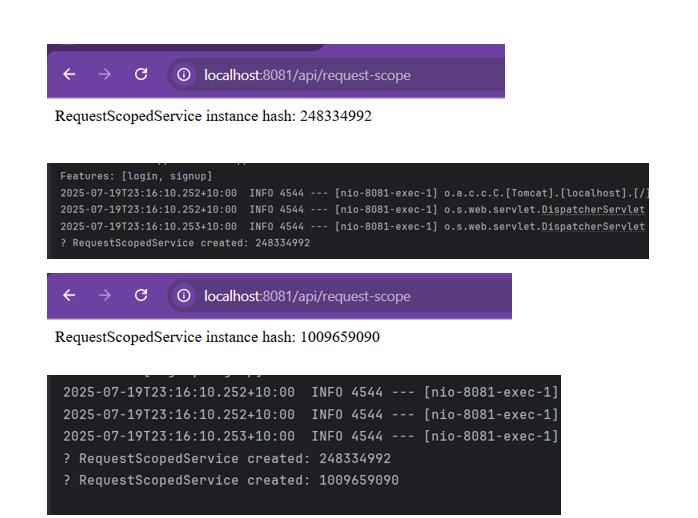 localhost:8081/api/request-scope
RequestScopedService instance hash: 248334992
Features: [login, signup]
2025-07-19T23:16:10.252+10:00  INFO 4544 --- [nio-8081-exec-1] o.a.c.c.C.[Tomcat].[localhost].[/]
2025-07-19T23:16:10.252+10:00  INFO 4544 --- [nio-8081-exec-1] o.s.web.servlet.DispatcherServlet
2025-07-19T23:16:10.253+10:00  INFO 4544 --- [nio-8081-exec-1] o.s.web.servlet.DispatcherServlet
? RequestScopedService created: 248334992
localhost:8081/api/request-scope
RequestScopedService instance hash: 1009659090
2025-07-19T23:16:10.252+10:00  INFO 4544 --- [nio-8081-exec-1]
2025-07-19T23:16:10.252+10:00  INFO 4544 --- [nio-8081-exec-1]
2025-07-19T23:16:10.253+10:00  INFO 4544 --- [nio-8081-exec-1]
? RequestScopedService created: 248334992
? RequestScopedService created: 1009659090